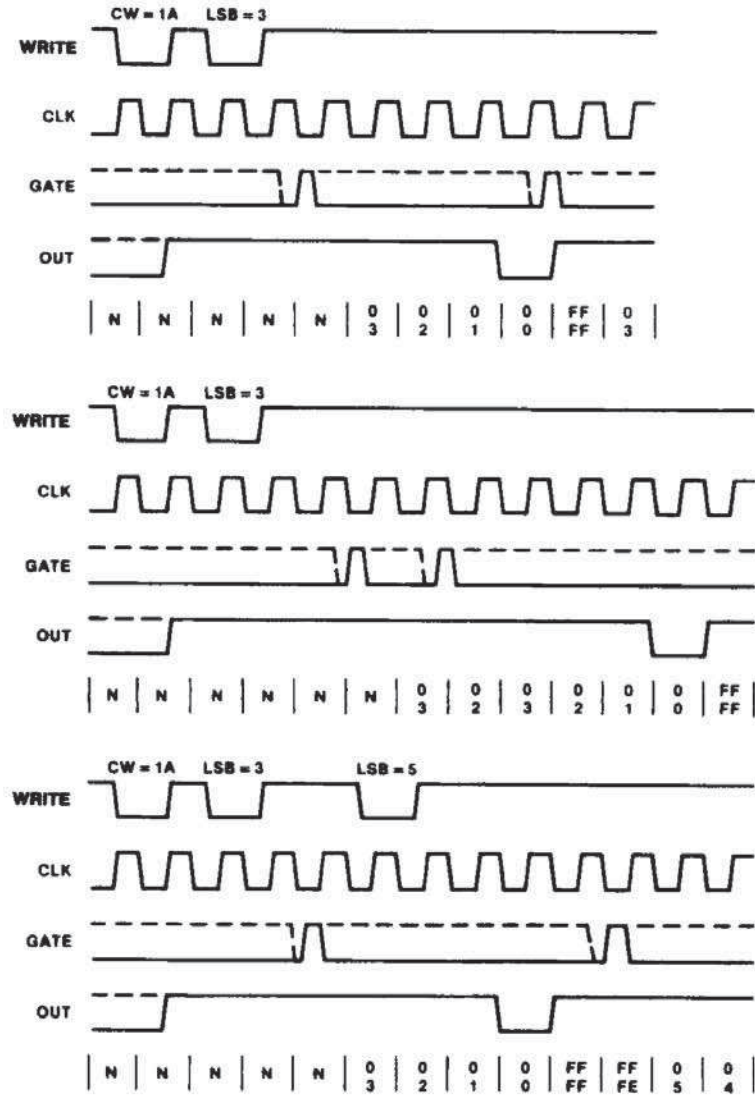 CW = 1A LSB = 3
WRITE
CLK
GATE
OUT
N N N N N 0 0 0 0 FF 0
3 2 1 0 FF 3
CW = 1A LSB = 3
WRITE
CLK
GATE
OUT
N N N N N N 0 0 0 0 0 0 FF
3 2 3 2 1 0 FF
CW = 1A LSB = 3 LSB = 5
WRITE
CLK
GATE
OUT
N N N N N 0 0 0 0 FF FF 0 0
3 2 1 0 FF FE 5 4